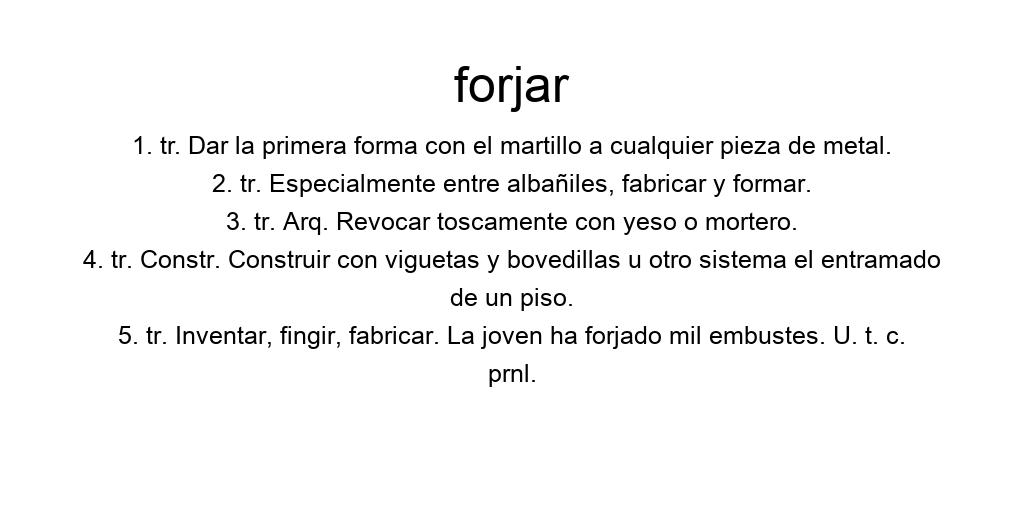 forjar
1. tr. Dar la primera forma con el martillo a cualquier pieza de metal.
2. tr. Especialmente entre albañiles, fabricar y formar.
3. tr. Arq. Revocar toscamente con yeso o mortero.
4. tr. Constr. Construir con viguetas y bovedillas u otro sistema el entramado
de un piso.
5. tr. Inventar, fingir, fabricar. La joven ha forjado mil embustes. U. t. c.
prnl.